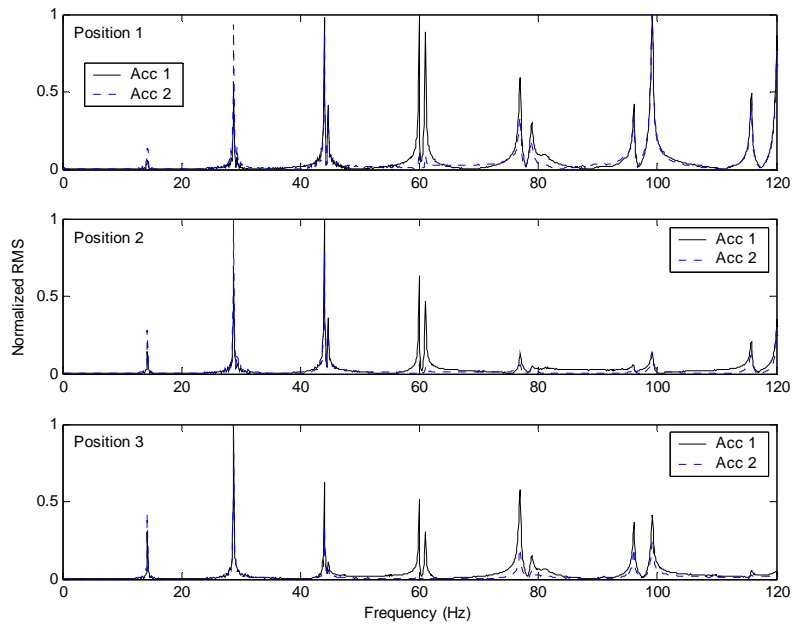 Position 1
Acc 1
Acc 2
1
0.5
0
0 20 40 60 80 100 120
Position 2
Acc 1
Acc 2
Normalized RMS
1
0.5
0
0 20 40 60 80 100 120
Position 3
Acc 1
Acc 2
1
0.5
0
0 20 40 60 80 100 120
Frequency (Hz)